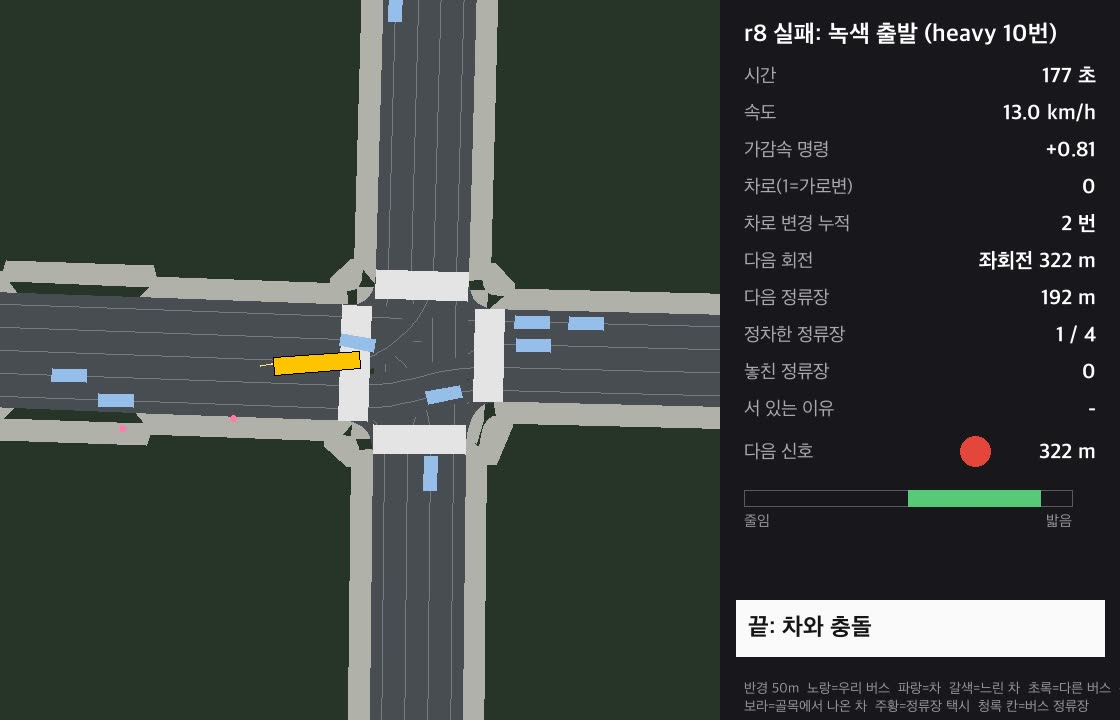 r8 실패: 녹색 출발 (heavy 10번)
시간 177 초
속도 13.0 km/h
가감속 명령 +0.81
차로(1=가로변) 0
차로 변경 누적 2 번
다음 회전 좌회전 322 m
다음 정류장 192 m
정차한 정류장 1 / 4
놓친 정류장 0
서 있는 이유 -
다음 신호 322 m
줄임 밟음
끝: 차와 충돌
반경 50m 노랑=우리 버스 파랑=차 갈색=느린 차 초록=다른 버스
보라=골목에서 나온 차 주황=정류장 택시 청록 칸=버스 정류장